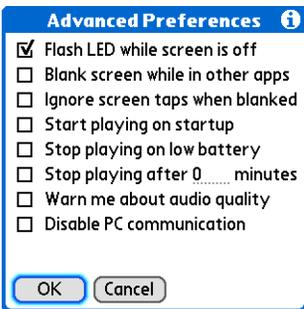 Advanced Preferences i
Flash LED while screen is off
Blank screen while in other apps
Ignore screen taps when blanked
Start playing on startup
Stop playing on low battery
Stop playing after 0 minutes
Warn me about audio quality
Disable PC communication
OK Cancel